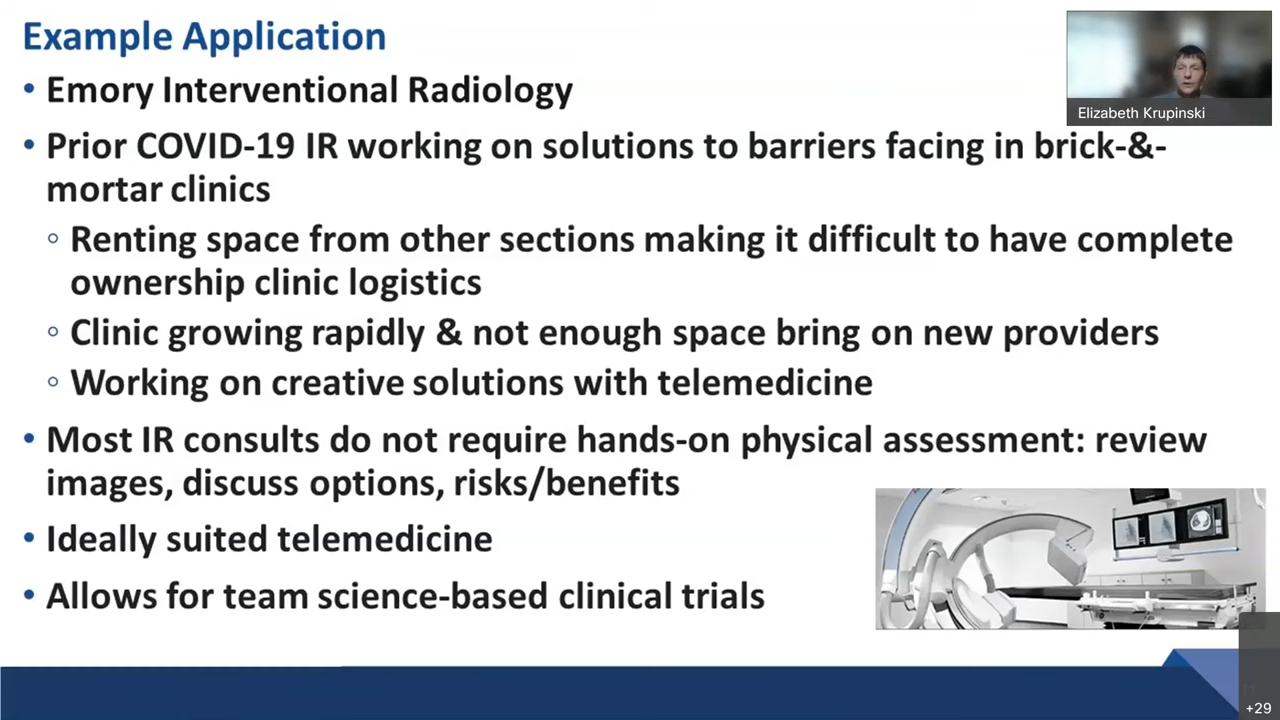 Example Application
Elizabeth Krupinski
• Emory Interventional Radiology
• Prior COVID-19 IR working on solutions to barriers facing in brick-&-
mortar clinics
◦ Renting space from other sections making it difficult to have complete
ownership clinic logistics
◦ Clinic growing rapidly & not enough space bring on new providers
◦ Working on creative solutions with telemedicine
• Most IR consults do not require hands-on physical assessment: review
images, discuss options, risks/benefits
• Ideally suited telemedicine
• Allows for team science-based clinical trials
11
+29